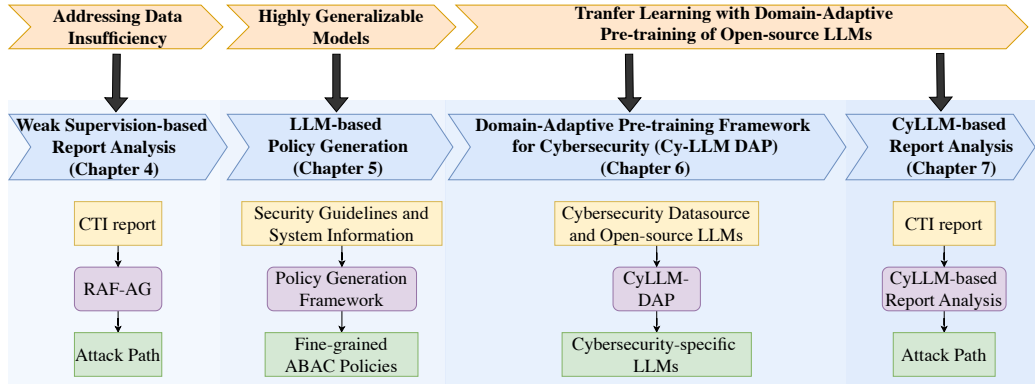 Addressing Data
Insufficiency
Highly Generalizable
Models
Tranfer Learning with Domain-Adaptive
Pre-training of Open-source LLMs
Weak Supervision-based
Report Analysis
(Chapter 4)
LLM-based
Policy Generation
(Chapter 5)
Domain-Adaptive Pre-training Framework
for Cybersecurity (Cy-LLM DAP)
(Chapter 6)
CyLLM-based
Report Analysis
(Chapter 7)
CTI report
RAF-AG
Attack Path
Security Guidelines and
System Information
Policy Generation
Framework
Fine-grained
ABAC Policies
Cybersecurity Datasource
and Open-source LLMs
CyLLM-
DAP
Cybersecurity-specific
LLMs
CTI report
CyLLM-based
Report Analysis
Attack Path